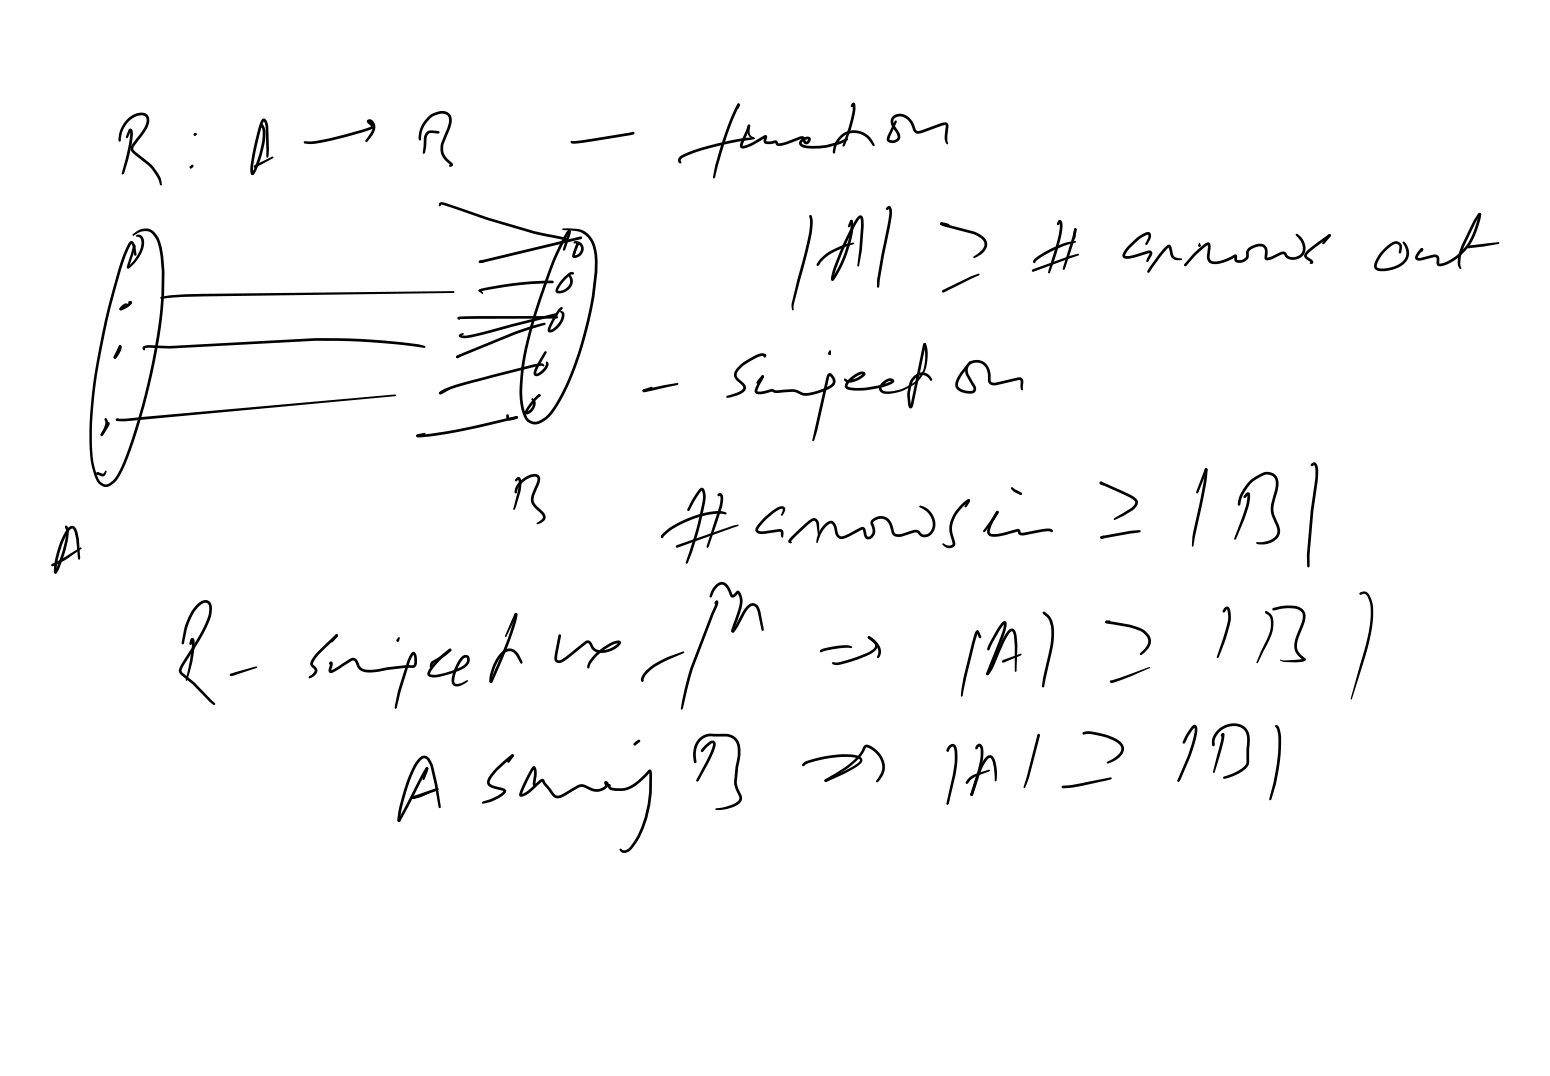 R : A → B — function
|A| ≥ # arrows out
- surjection
A
B
# arrows in ≥ |B|
R - surjective fn ⇒ |A| ≥ |B|
A surj B ⇒ |A| ≥ |B|